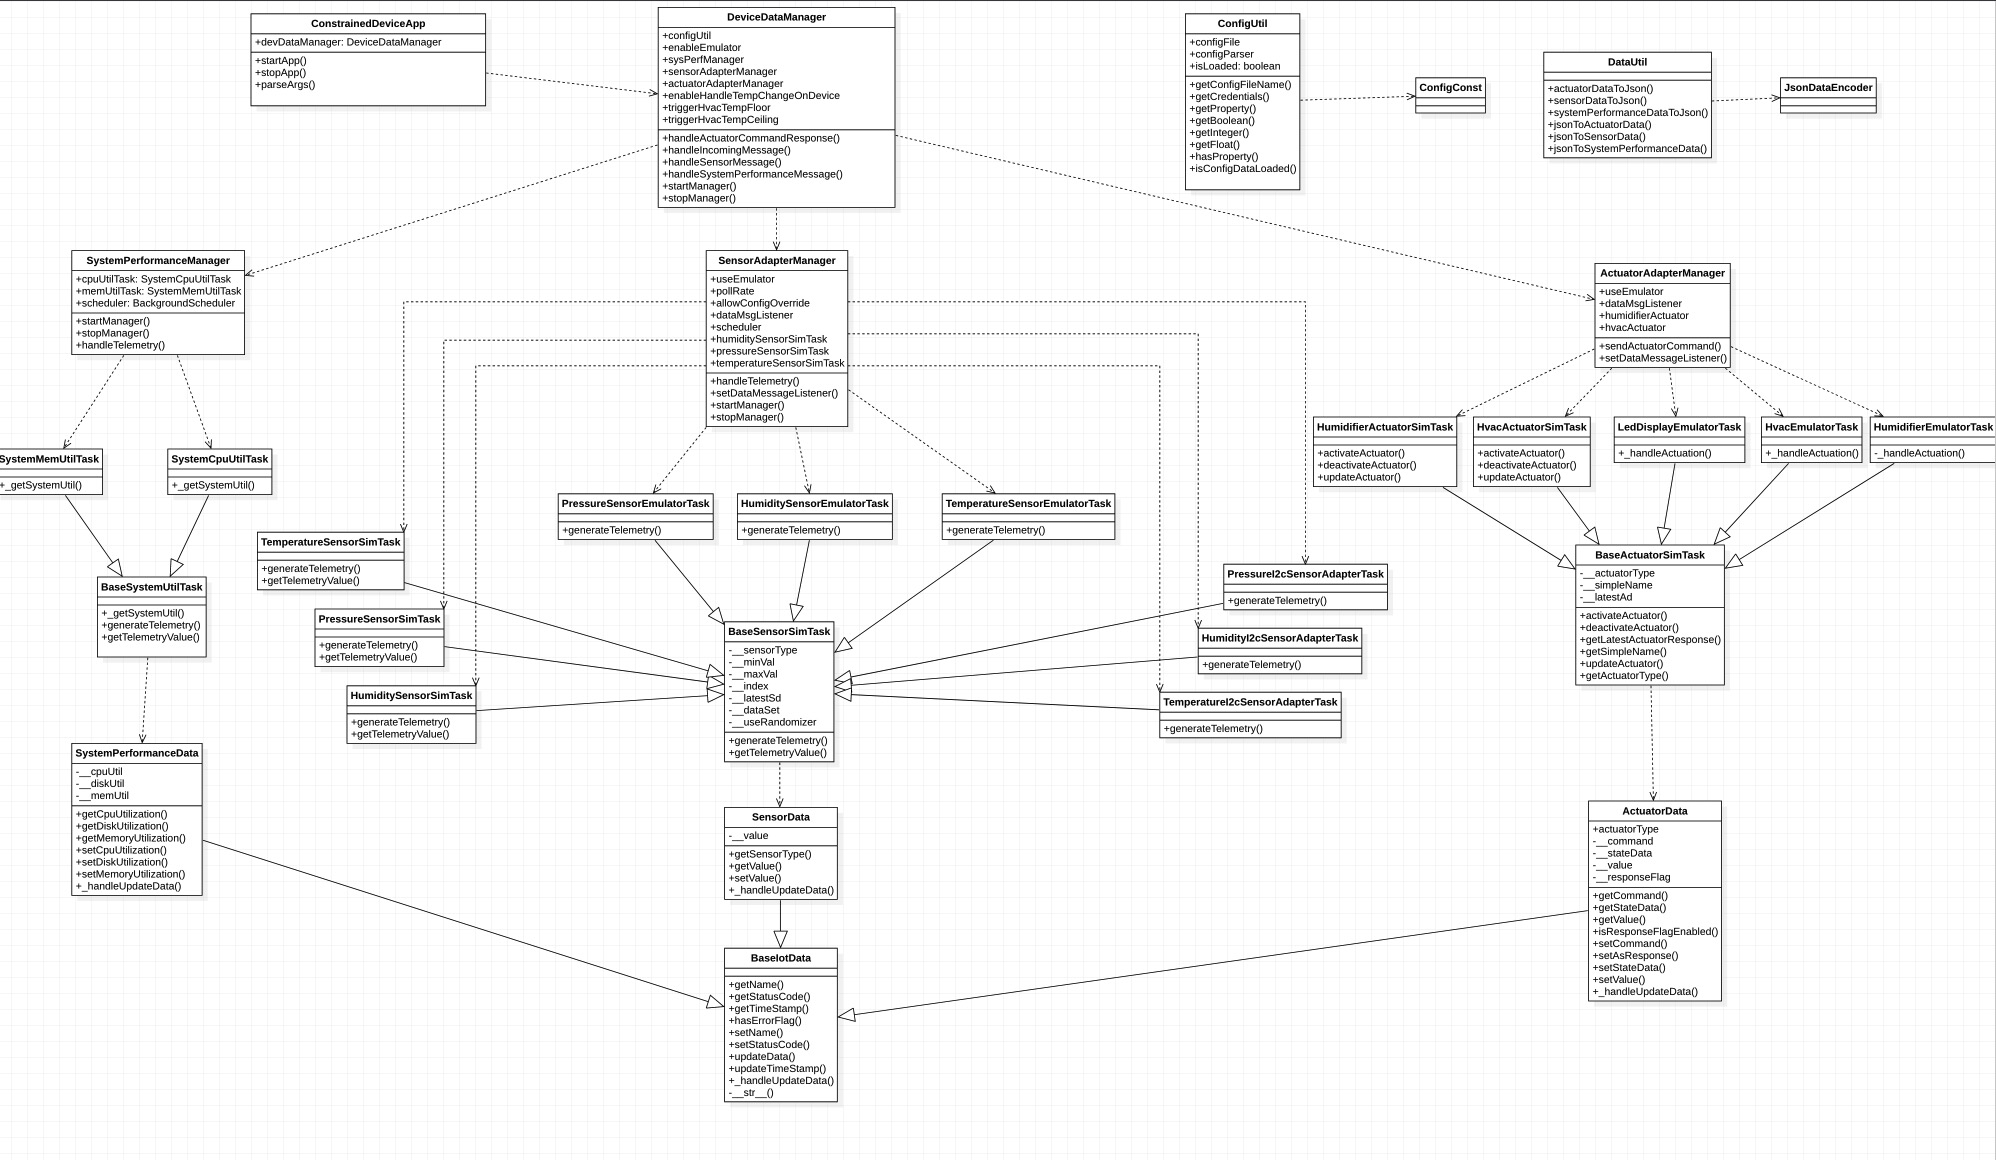 ConstrainedDeviceApp
+devDataManager: DeviceDataManager
+startApp()
+stopApp()
+parseArgs()
DeviceDataManager
+configUtil
+enableEmulator
+sysPerfManager
+sensorAdapterManager
+actuatorAdapterManager
+enableHandleTempChangeOnDevice
+triggerHvacTempFloor
+triggerHvacTempCeiling
+handleActuatorCommandResponse()
+handleIncomingMessage()
+handleSensorMessage()
+handleSystemPerformanceMessage()
+startManager()
+stopManager()
ConfigUtil
+configFile
+configParser
+isLoaded: boolean
+getConfigFileName()
+getCredentials()
+getProperty()
+getBoolean()
+getInteger()
+getFloat()
+hasProperty()
+isConfigDataLoaded()
ConfigConst
DataUtil
+actuatorDataToJson()
+sensorDataToJson()
+systemPerformanceDataToJson()
+jsonToActuatorData()
+jsonToSensorData()
+jsonToSystemPerformanceData()
JsonDataEncoder
SystemPerformanceManager
+cpuUtilTask: SystemCpuUtilTask
+memUtilTask: SystemMemUtilTask
+scheduler: BackgroundScheduler
+startManager()
+stopManager()
+handleTelemetry()
SensorAdapterManager
+useEmulator
+pollRate
+allowConfigOverride
+dataMsgListener
+scheduler
+humiditySensorSimTask
+pressureSensorSimTask
+temperatureSensorSimTask
+handleTelemetry()
+setDataMessageListener()
+startManager()
+stopManager()
ActuatorAdapterManager
+useEmulator
+dataMsgListener
+humidifierActuator
+hvacActuator
+sendActuatorCommand()
+setDataMessageListener()
SystemMemUtilTask
+_getSystemUtil()
SystemCpuUtilTask
+_getSystemUtil()
HumidifierActuatorSimTask
+activateActuator()
+deactivateActuator()
+updateActuator()
HvacActuatorSimTask
+activateActuator()
+deactivateActuator()
+updateActuator()
LedDisplayEmulatorTask
+_handleActuation()
HvacEmulatorTask
+_handleActuation()
HumidifierEmulatorTask
-_handleActuation()
PressureSensorEmulatorTask
+generateTelemetry()
HumiditySensorEmulatorTask
+generateTelemetry()
TemperatureSensorEmulatorTask
+generateTelemetry()
TemperatureSensorSimTask
+generateTelemetry()
+getTelemetryValue()
PressureSensorSimTask
+generateTelemetry()
+getTelemetryValue()
HumiditySensorSimTask
+generateTelemetry()
+getTelemetryValue()
BaseSystemUtilTask
+_getSystemUtil()
+generateTelemetry()
+getTelemetryValue()
BaseSensorSimTask
-__sensorType
-__minVal
-__maxVal
-__index
-__latestSd
-__dataSet
-__useRandomizer
+generateTelemetry()
+getTelemetryValue()
PressureI2cSensorAdapterTask
+generateTelemetry()
HumidityI2cSensorAdapterTask
+generateTelemetry()
TemperatureI2cSensorAdapterTask
+generateTelemetry()
BaseActuatorSimTask
-__actuatorType
-__simpleName
-__latestAd
+activateActuator()
+deactivateActuator()
+getLatestActuatorResponse()
+getSimpleName()
+updateActuator()
+getActuatorType()
SystemPerformanceData
-__cpuUtil
-__diskUtil
-__memUtil
+getCpuUtilization()
+getDiskUtilization()
+getMemoryUtilization()
+setCpuUtilization()
+setDiskUtilization()
+setMemoryUtilization()
+_handleUpdateData()
SensorData
-__value
+getSensorType()
+getValue()
+setValue()
+_handleUpdateData()
ActuatorData
+actuatorType
-__command
-__stateData
-__value
-__responseFlag
+getCommand()
+getStateData()
+getValue()
+isResponseFlagEnabled()
+setCommand()
+setAsResponse()
+setStateData()
+setValue()
+_handleUpdateData()
BaseIotData
+getName()
+getStatusCode()
+getTimeStamp()
+hasErrorFlag()
+setName()
+setStatusCode()
+updateData()
+updateTimeStamp()
+_handleUpdateData()
-__str__()